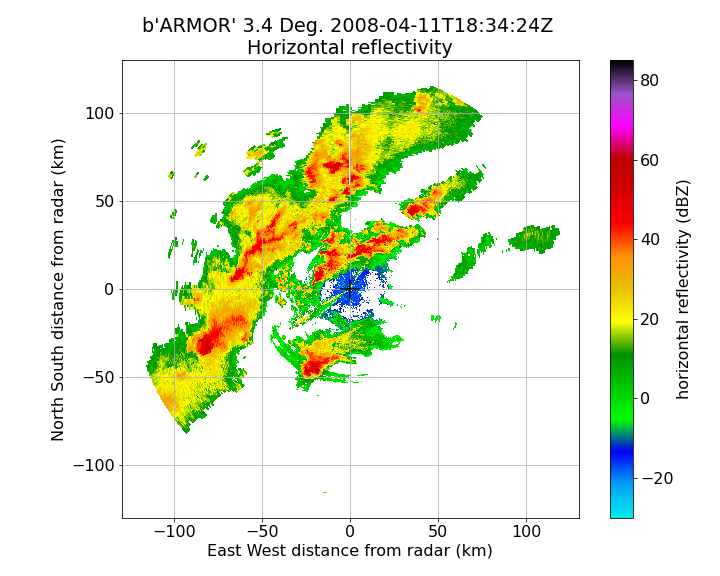 b'ARMOR' 3.4 Deg. 2008-04-11T18:34:24Z
Horizontal reflectivity
North South distance from radar (km)
100
50
0
−50
−100
−100 −50 0 50 100
East West distance from radar (km)
80
60
40
20
0
−20
horizontal reflectivity (dBZ)